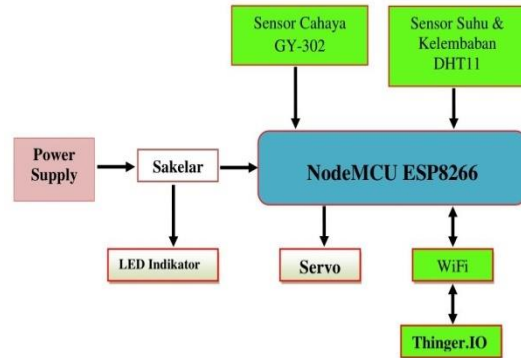 Sensor Cahaya
GY-302
Sensor Suhu &
Kelembaban
DHT11
Power
Supply
Sakelar
NodeMCU ESP8266
LED Indikator
Servo
WiFi
Thinger.IO